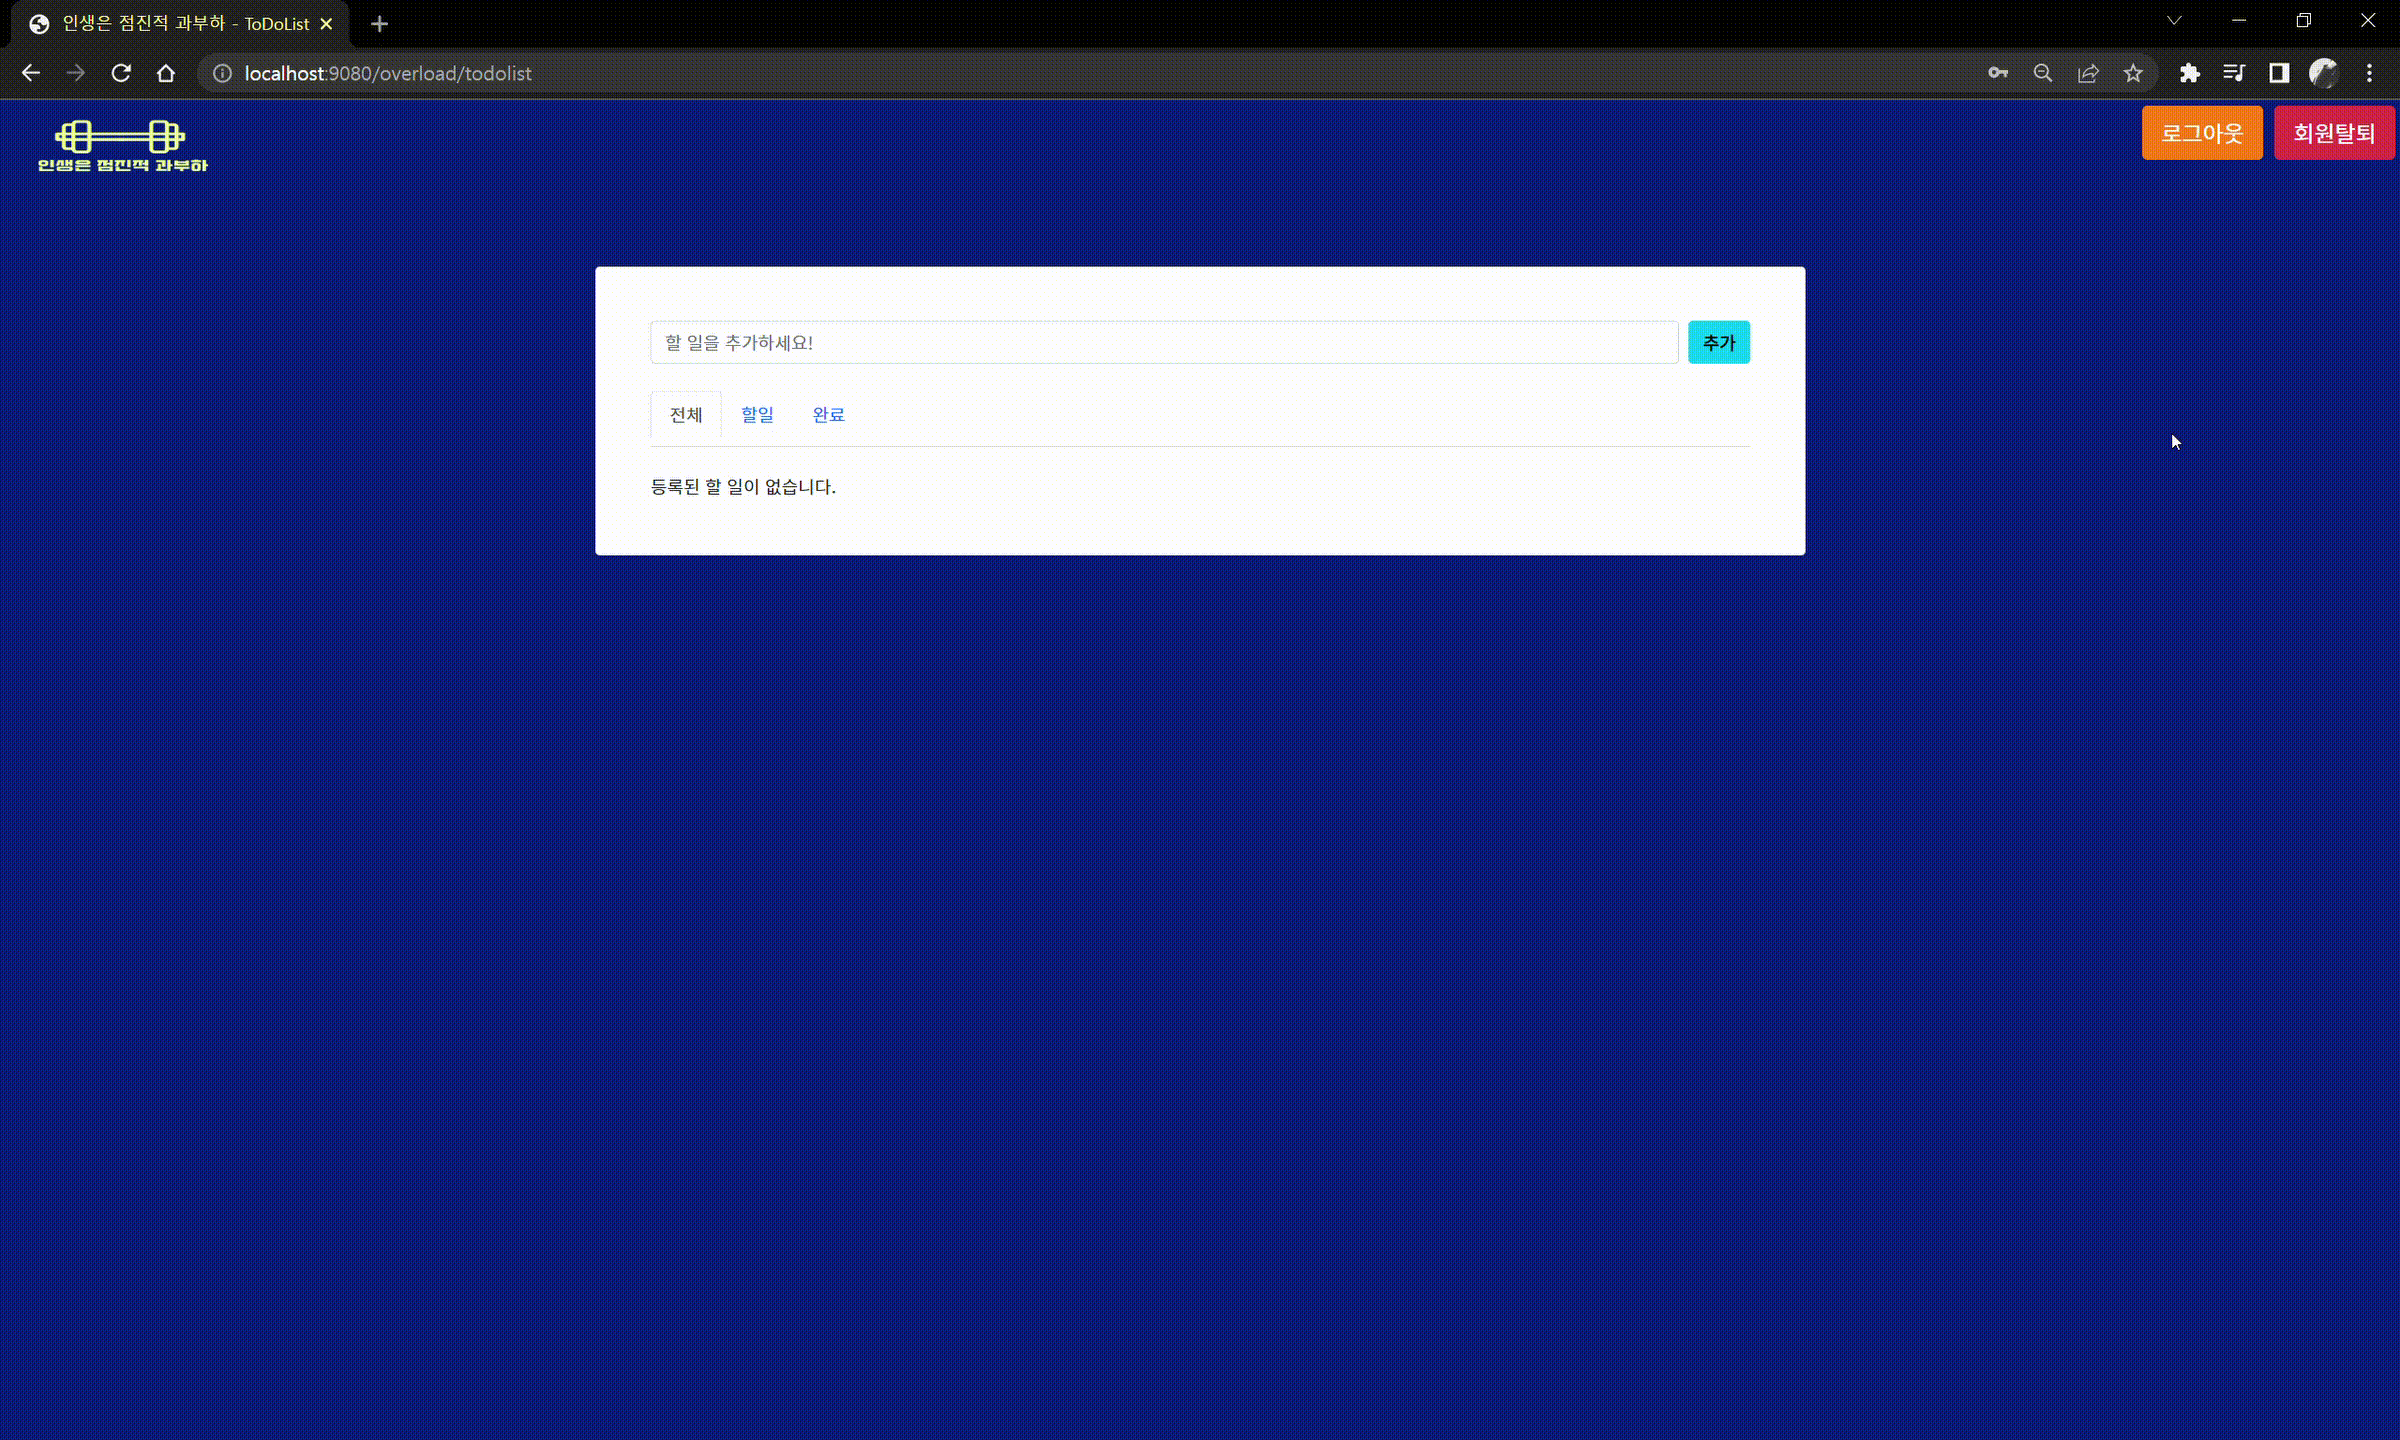 인생은 점진적 과부하 - ToDoList
localhost:9080/overload/todolist
인생은 점진적 과부하
로그아웃 회원탈퇴
할 일을 추가하세요! 추가
전체 할일 완료
등록된 할 일이 없습니다.